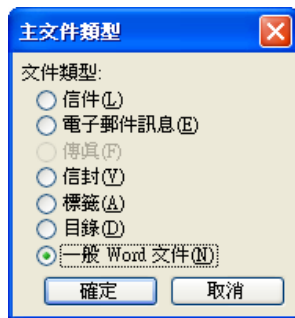 主文件類型
文件類型:
信件(L)
電子郵件訊息(E)
傳真(F)
信封(V)
標籤(A)
目錄(D)
一般 Word 文件(N)
確定
取消